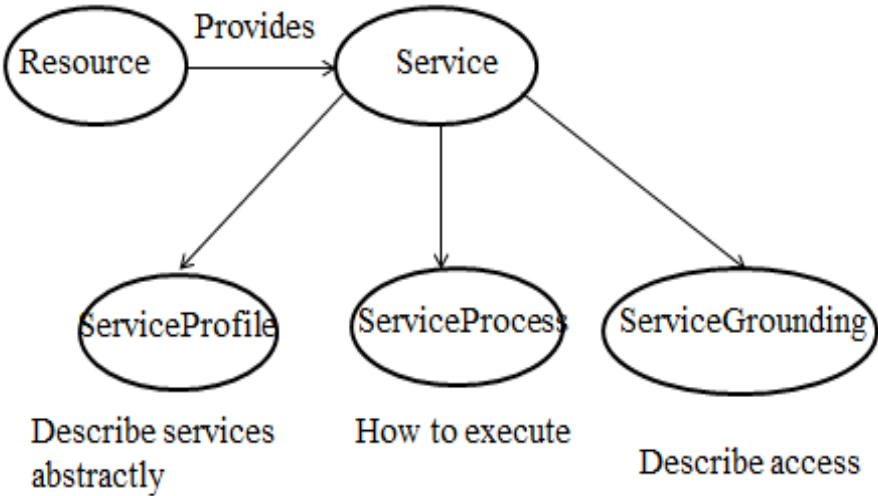 Provides
Resource
Service
ServiceProfile
ServiceProcess
ServiceGrounding
Describe services
abstractly
How to execute
Describe access